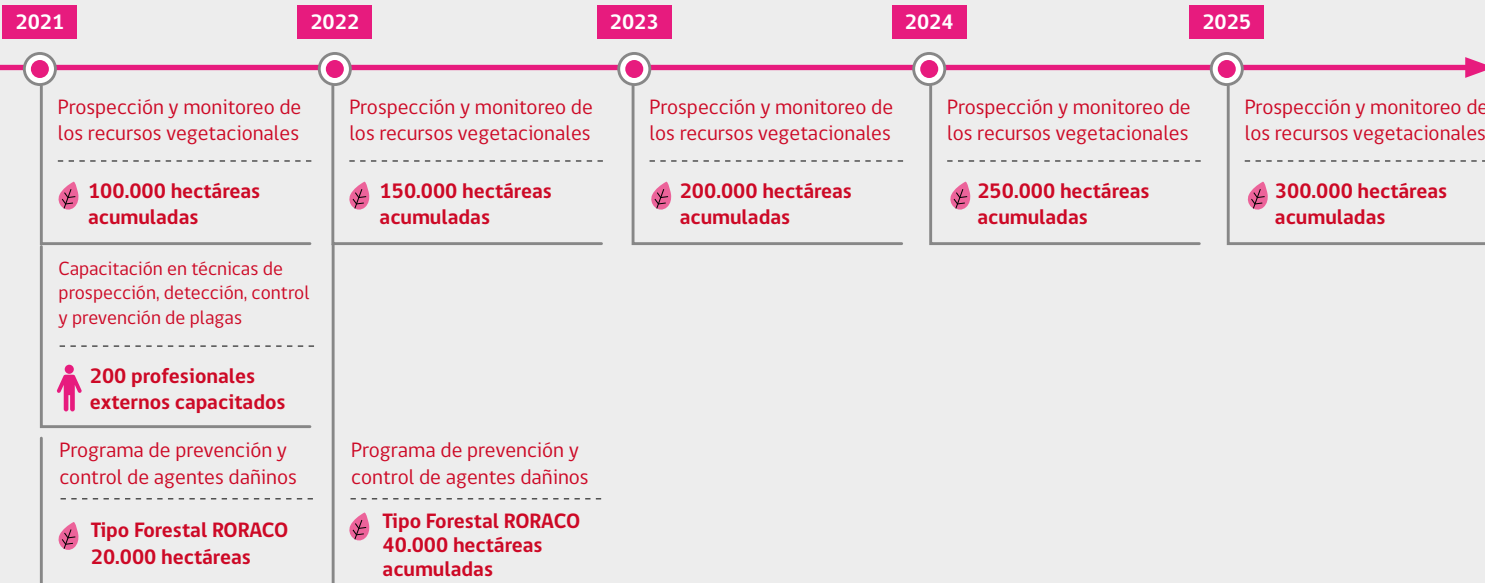 2021
2022
2023
2024
2025
Prospección y monitoreo de
los recursos vegetacionales
100.000 hectáreas
acumuladas
Prospección y monitoreo de
los recursos vegetacionales
150.000 hectáreas
acumuladas
Prospección y monitoreo de
los recursos vegetacionales
200.000 hectáreas
acumuladas
Prospección y monitoreo de
los recursos vegetacionales
250.000 hectáreas
acumuladas
Prospección y monitoreo de
los recursos vegetacionales
300.000 hectáreas
acumuladas
Capacitación en técnicas de
prospección, detección, control
y prevención de plagas
200 profesionales
externos capacitados
Programa de prevención y
control de agentes dañinos
Tipo Forestal RORACO
20.000 hectáreas
Programa de prevención y
control de agentes dañinos
Tipo Forestal RORACO
40.000 hectáreas
acumuladas